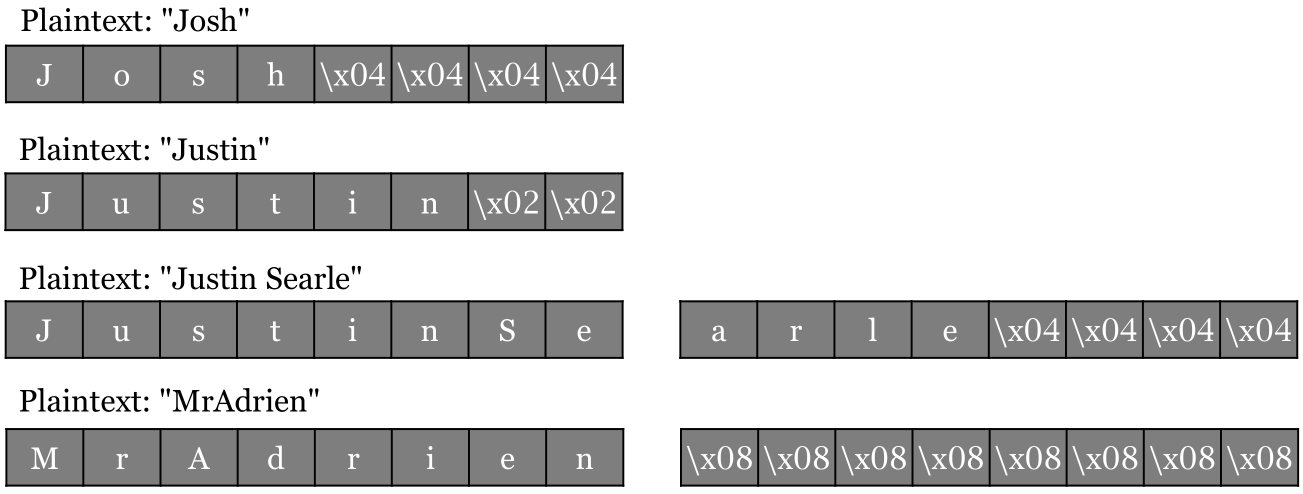 Plaintext: "Josh"
J o s h \x04 \x04 \x04 \x04
Plaintext: "Justin"
J u s t i n \x02 \x02
Plaintext: "Justin Searle"
J u s t i n S e a r l e \x04 \x04 \x04 \x04
Plaintext: "MrAdrien"
M r A d r i e n \x08 \x08 \x08 \x08 \x08 \x08 \x08 \x08